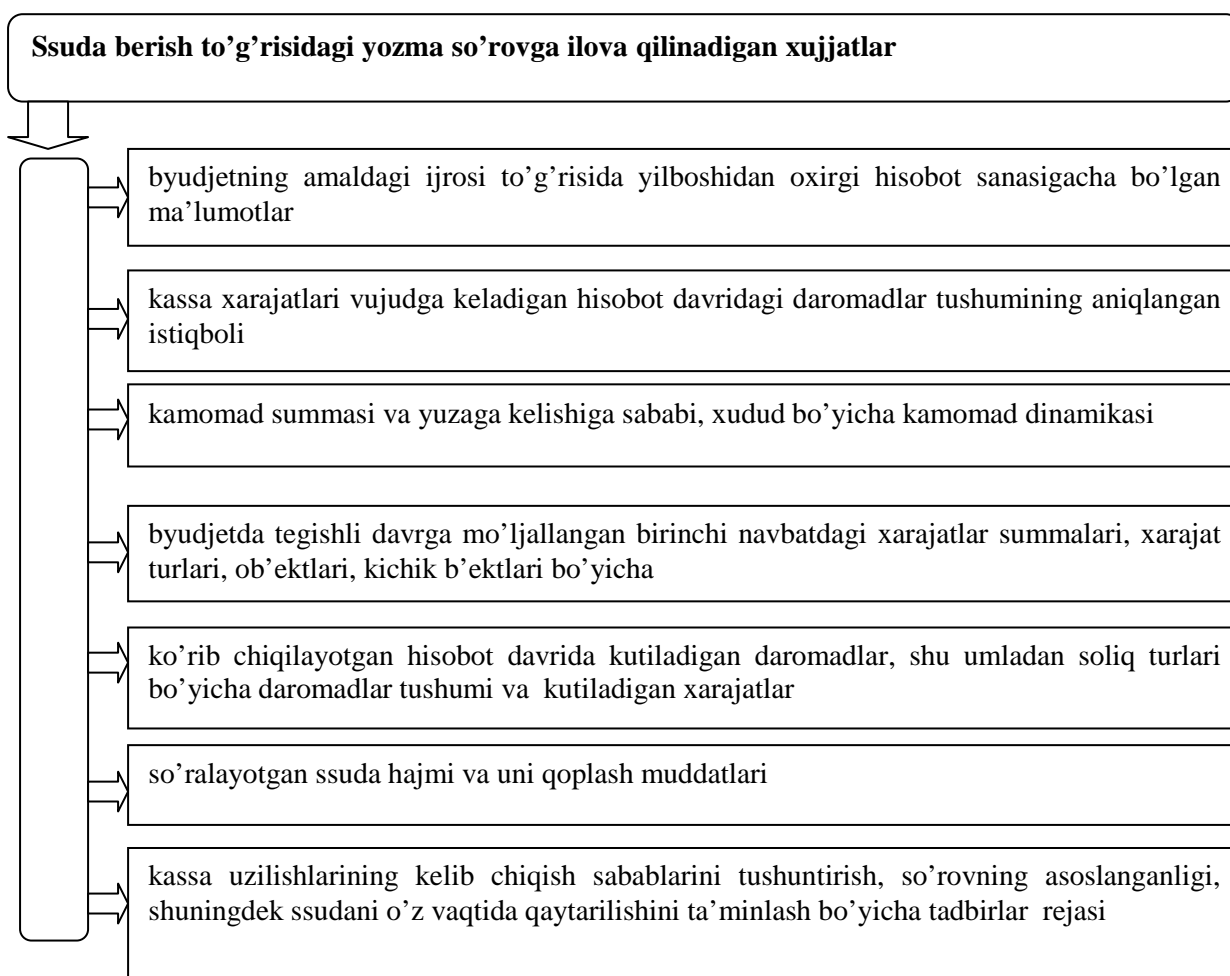 Ssuda berish to’g’risidagi yozma so’rovga ilova qilinadigan xujjatlar
byudjetning amaldagi ijrosi to’g’risida yilboshidan oxirgi hisobot sanasigacha bo’lgan
ma’lumotlar
kassa xarajatlari vujudga keladigan hisobot davridagi daromadlar tushumining aniqlangan
istiqboli
kamomad summasi va yuzaga kelishiga sababi, xudud bo’yicha kamomad dinamikasi
byudjetda tegishli davrga mo’ljallangan birinchi navbatdagi xarajatlar summalari, xarajat
turlari, ob’ektlari, kichik b’ektlari bo’yicha
ko’rib chiqilayotgan hisobot davrida kutiladigan daromadlar, shu umladan soliq turlari
bo’yicha daromadlar tushumi va kutiladigan xarajatlar
so’ralayotgan ssuda hajmi va uni qoplash muddatlari
kassa uzilishlarining kelib chiqish sabablarini tushuntirish, so’rovning asoslanganligi,
shuningdek ssudani o’z vaqtida qaytarilishini ta’minlash bo’yicha tadbirlar rejasi